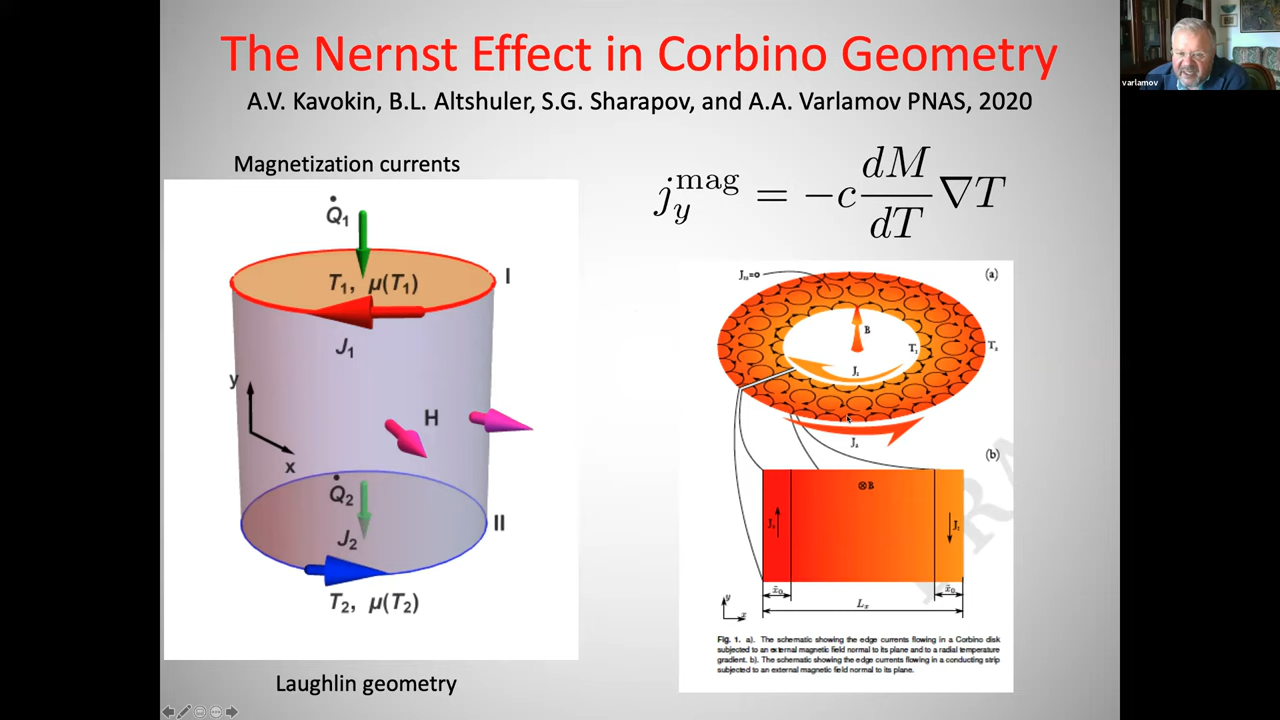 The Nernst Effect in Corbino Geometry
A.V. Kavokin, B.L. Altshuler, S.G. Sharapov, and A.A. Varlamov PNAS, 2020
varlamov
Magnetization currents
j_y^mag = −c dM/dT ∇T
Q̇₁
T₁, μ(T₁)
I
J₁
y
H
x
Q̇₂
II
J₂
T₂, μ(T₂)
Laughlin geometry
(a)
B
T₁
T₂
J₁
J₂
(b)
⊗B
J₁
J₂
y
x
x̃₀
x̃₀
Lₓ
Fig. 1. a). The schematic showing the edge currents flowing in a Corbino disk
subjected to an external magnetic field normal to its plane and to a radial temperature
gradient. b). The schematic showing the edge currents flowing in a conducting strip
subjected to an external magnetic field normal to its plane.